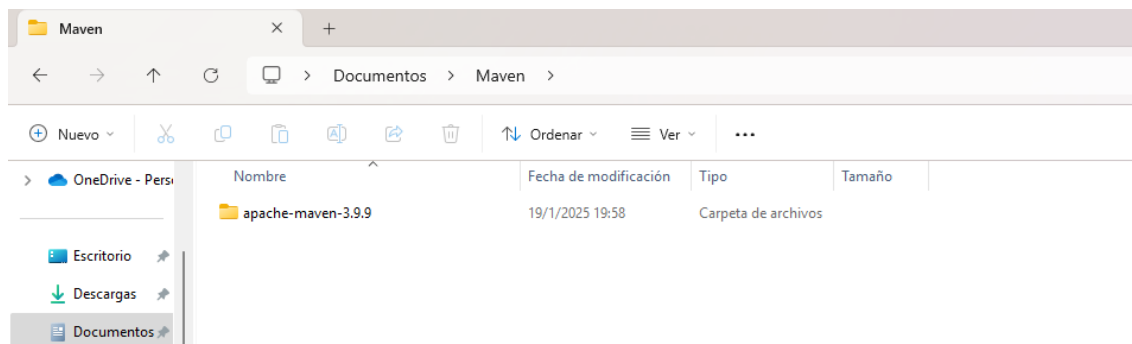 Maven
Documentos > Maven >
Nuevo Ordenar Ver ...
OneDrive - Perso
Nombre Fecha de modificación Tipo Tamaño
apache-maven-3.9.9 19/1/2025 19:58 Carpeta de archivos
Escritorio
Descargas
Documentos